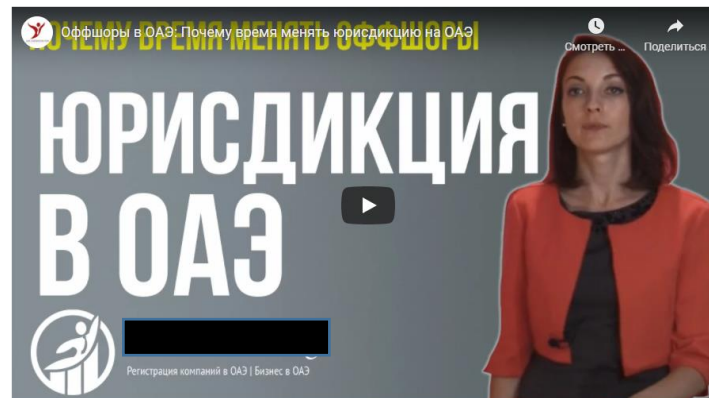 ПОЧЕМУ ВРЕМЯ МЕНЯТЬ ОФФШОРЫ
Оффшоры в ОАЭ: Почему время менять юрисдикцию на ОАЭ
Смотреть ...
Поделиться
ЮРИСДИКЦИЯ
В ОАЭ
Регистрация компаний в ОАЭ | Бизнес в ОАЭ